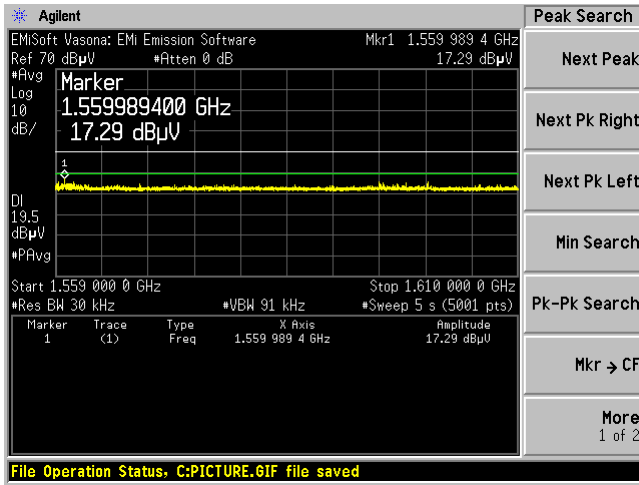 Agilent
Peak Search
EMiSoft Vasona: EMi Emission Software
Mkr1 1.559 989 4 GHz
Ref 70 dBµV #Atten 0 dB 17.29 dBµV
#Avg
Log
10
dB/
Marker
1.559989400 GHz
17.29 dBµV
1
DI
19.5
dBµV
#PAvg
Start 1.559 000 0 GHz Stop 1.610 000 0 GHz
#Res BW 30 kHz #VBW 91 kHz #Sweep 5 s (5001 pts)
Marker Trace Type X Axis Amplitude
1 (1) Freq 1.559 989 4 GHz 17.29 dBµV
Next Peak
Next Pk Right
Next Pk Left
Min Search
Pk-Pk Search
Mkr → CF
More
1 of 2
File Operation Status, C:PICTURE.GIF file saved